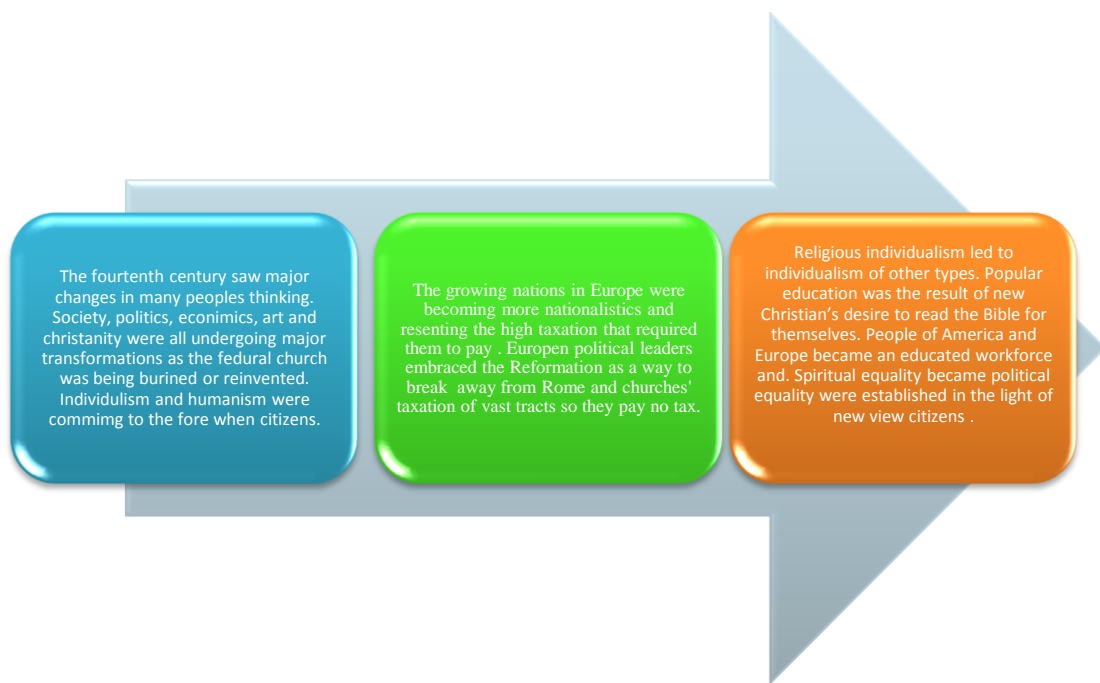 The fourtenth century saw major
changes in many peoples thinking.
Society, politics, econimics, art and
christanity were all undergoing major
transformations as the fedural church
was being burined or reinvented.
Individulism and humanism were
commimg to the fore when citizens.
The growing nations in Europe were
becoming more nationalistics and
resenting the high taxation that required
them to pay . Europen political leaders
embraced the Reformation as a way to
break away from Rome and churches'
taxation of vast tracts so they pay no tax.
Religious individualism led to
individualism of other types. Popular
education was the result of new
Christian’s desire to read the Bible for
themselves. People of America and
Europe became an educated workforce
and. Spiritual equality became political
equality were established in the light of
new view citizens .